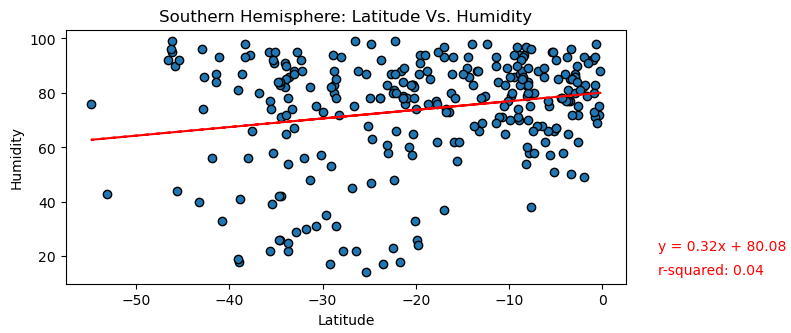 Southern Hemisphere: Latitude Vs. Humidity
100
80
60
40
20
Humidity
−50
−40
−30
−20
−10
0
Latitude
y = 0.32x + 80.08
r-squared: 0.04